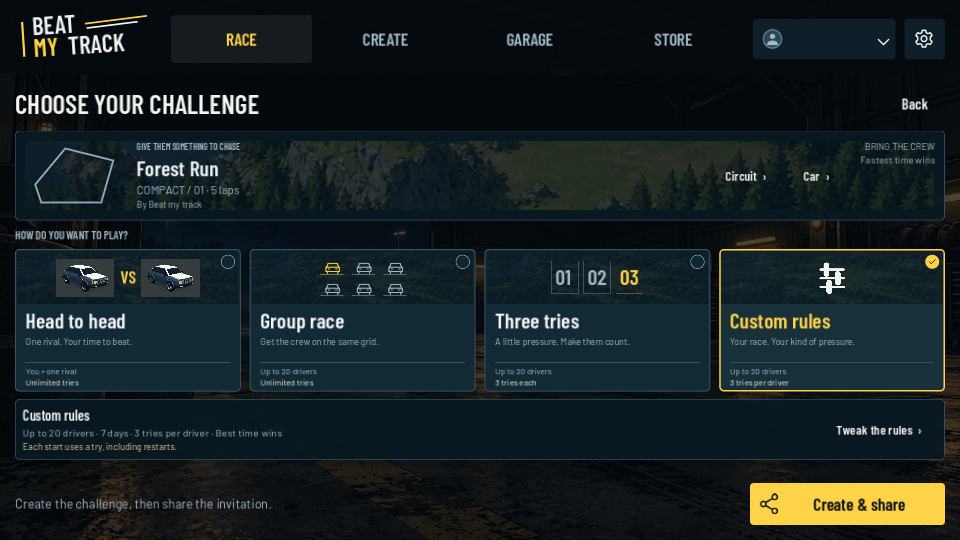 BEAT
MY TRACK
RACE
CREATE
GARAGE
STORE
CHOOSE YOUR CHALLENGE
Back
GIVE THEM SOMETHING TO CHASE
Forest Run
COMPACT / 01 · 5 laps
By Beat my track
Circuit ›
Car ›
BRING THE CREW
Fastest time wins
HOW DO YOU WANT TO PLAY?
VS
Head to head
One rival. Your time to beat.
You + one rival
Unlimited tries
Group race
Get the crew on the same grid.
Up to 20 drivers
Unlimited tries
01 02 03
Three tries
A little pressure. Make them count.
Up to 20 drivers
3 tries each
Custom rules
Your race. Your kind of pressure.
Up to 20 drivers
3 tries per driver
Custom rules
Up to 20 drivers · 7 days · 3 tries per driver · Best time wins
Each start uses a try, including restarts.
Tweak the rules ›
Create the challenge, then share the invitation.
Create & share